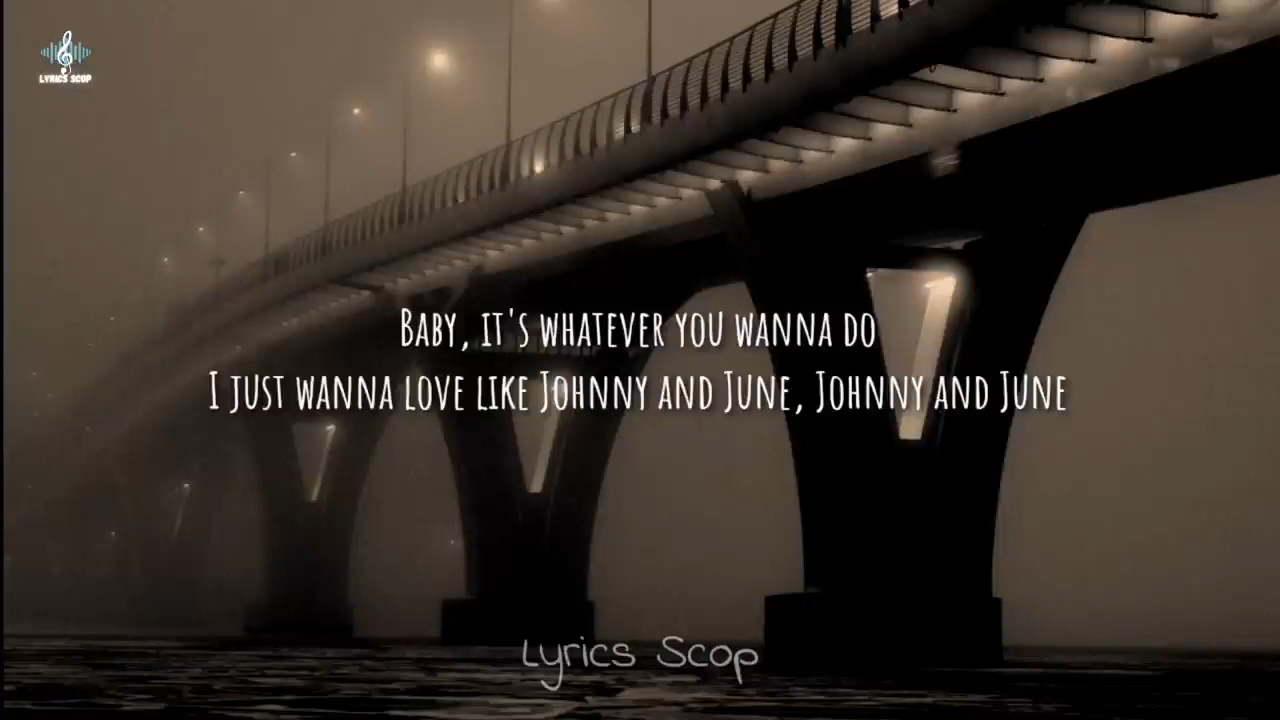 LYRICS SCOP
BABY, IT'S WHATEVER YOU WANNA DO
I JUST WANNA LOVE LIKE JOHNNY AND JUNE, JOHNNY AND JUNE
Lyrics Scop